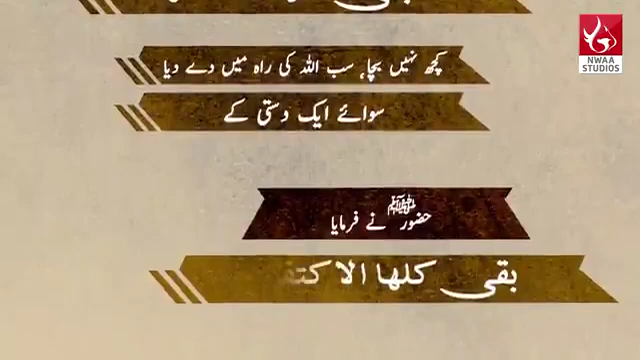 NWAA
STUDIOS
کچھ نہیں بچا، سب اللہ کی راہ میں دے دیا
سوائے ایک دستی کے
حضور ﷺ نے فرمایا
بقی کلھا الا